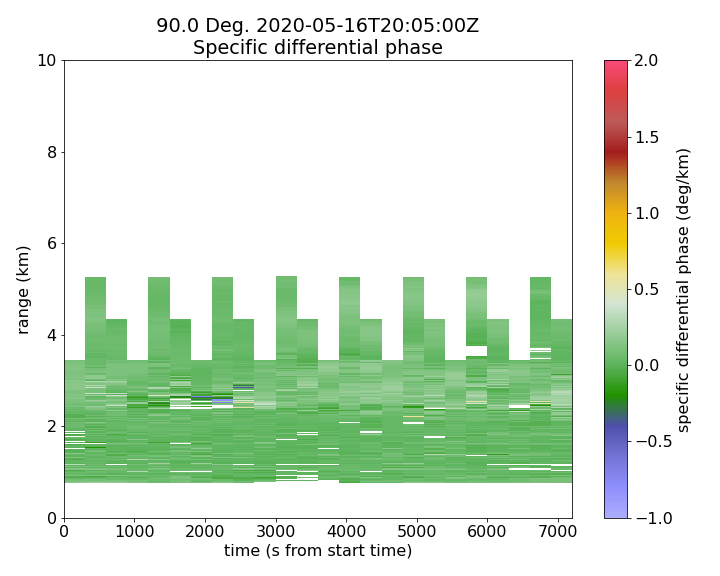 90.0 Deg. 2020-05-16T20:05:00Z
Specific differential phase
10
8
6
4
2
0
range (km)
0 1000 2000 3000 4000 5000 6000 7000
time (s from start time)
2.0
1.5
1.0
0.5
0.0
−0.5
−1.0
specific differential phase (deg/km)